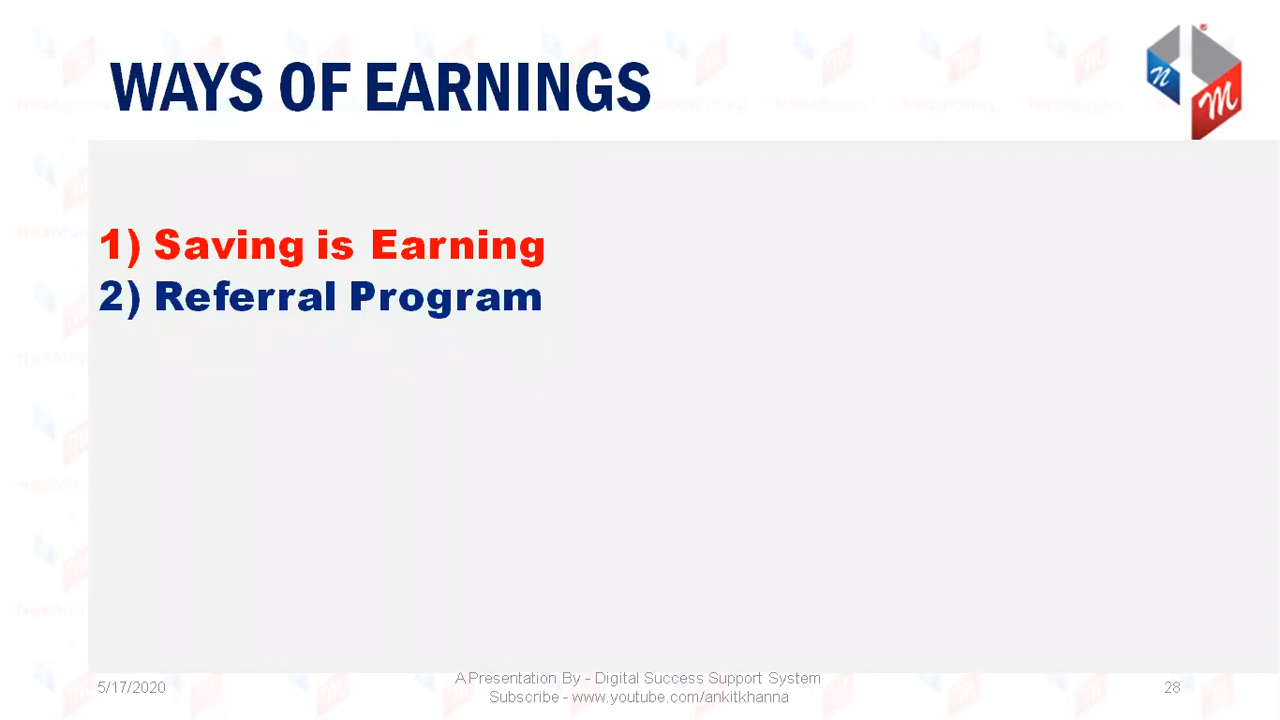 WAYS OF EARNINGS
n
M
1) Saving is Earning
2) Referral Program
5/17/2020
A Presentation By - Digital Success Support System
Subscribe - www.youtube.com/ankitkhanna
28